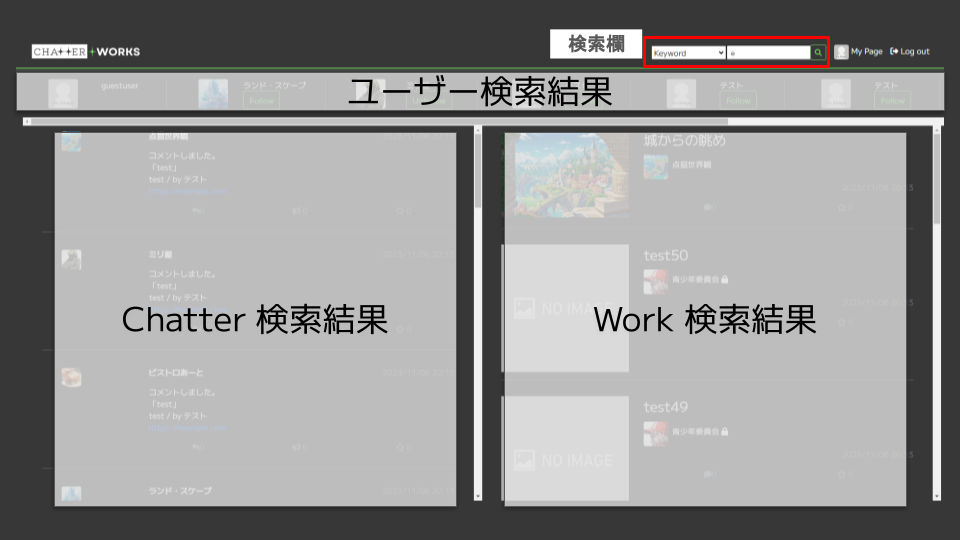 CHA++ER +WORKS
検索欄
Keyword
e
My Page
Log out
guestuser
ランド・スケープ
Follow
ユーザー検索結果
テスト
Follow
テスト
Follow
点描世界観
コメントしました。
「test」
test / by テスト
ミリ観
コメントしました。
「test」
test / by テスト
Chatter 検索結果
ビストロあーと
コメントしました。
「test」
test / by テスト
ランド・スケープ
城からの眺め
点描世界観
test50
青少年委員会
NO IMAGE
Work 検索結果
test49
青少年委員会
NO IMAGE